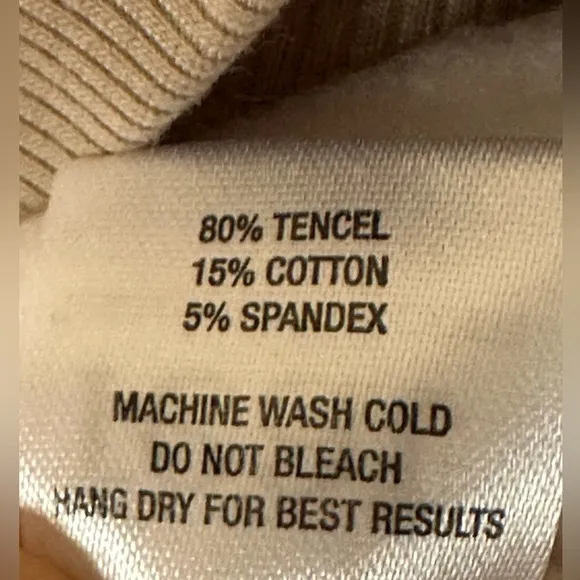 80% TENCEL
15% COTTON
5% SPANDEX
MACHINE WASH COLD
DO NOT BLEACH
HANG DRY FOR BEST RESULTS